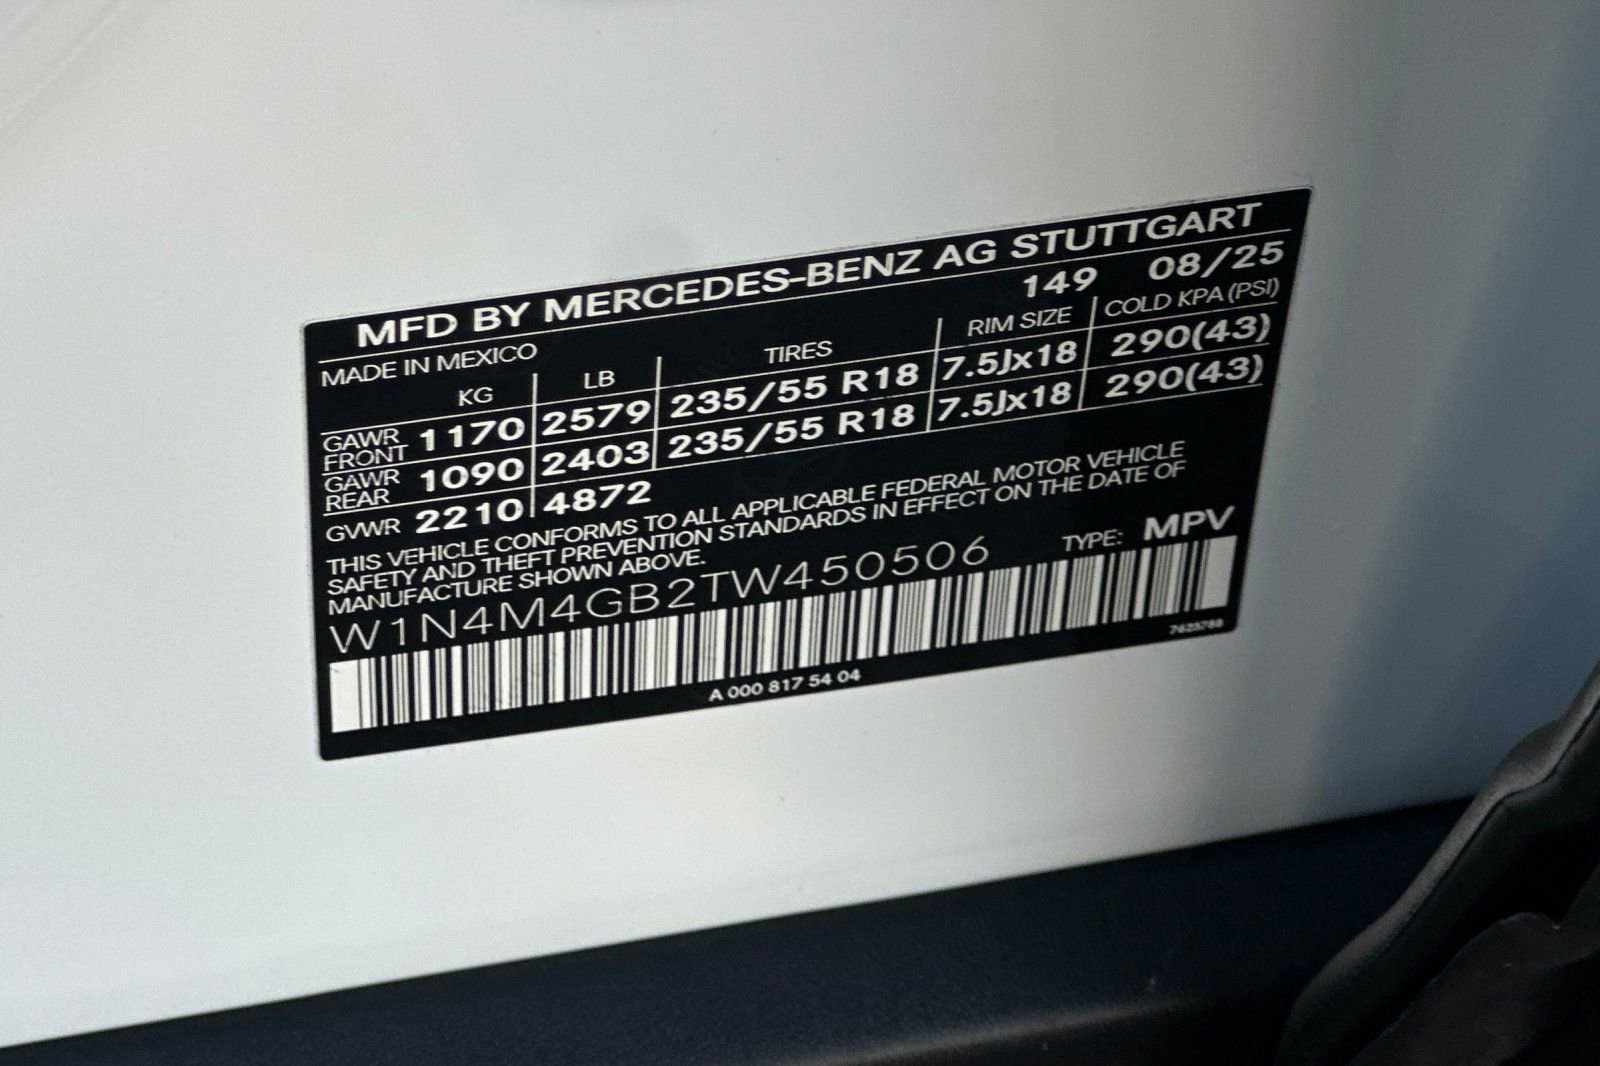 MFD BY MERCEDES-BENZ AG STUTTGART
MADE IN MEXICO 149 08/25
KG LB TIRES RIM SIZE COLD KPA (PSI)
GAWR FRONT 1170 2579 235/55 R18 7.5Jx18 290(43)
GAWR REAR 1090 2403 235/55 R18 7.5Jx18 290(43)
GVWR 2210 4872
THIS VEHICLE CONFORMS TO ALL APPLICABLE FEDERAL MOTOR VEHICLE
SAFETY AND THEFT PREVENTION STANDARDS IN EFFECT ON THE DATE OF
MANUFACTURE SHOWN ABOVE.
W1N4M4GB2TW450506 TYPE: MPV
A 000 817 54 04